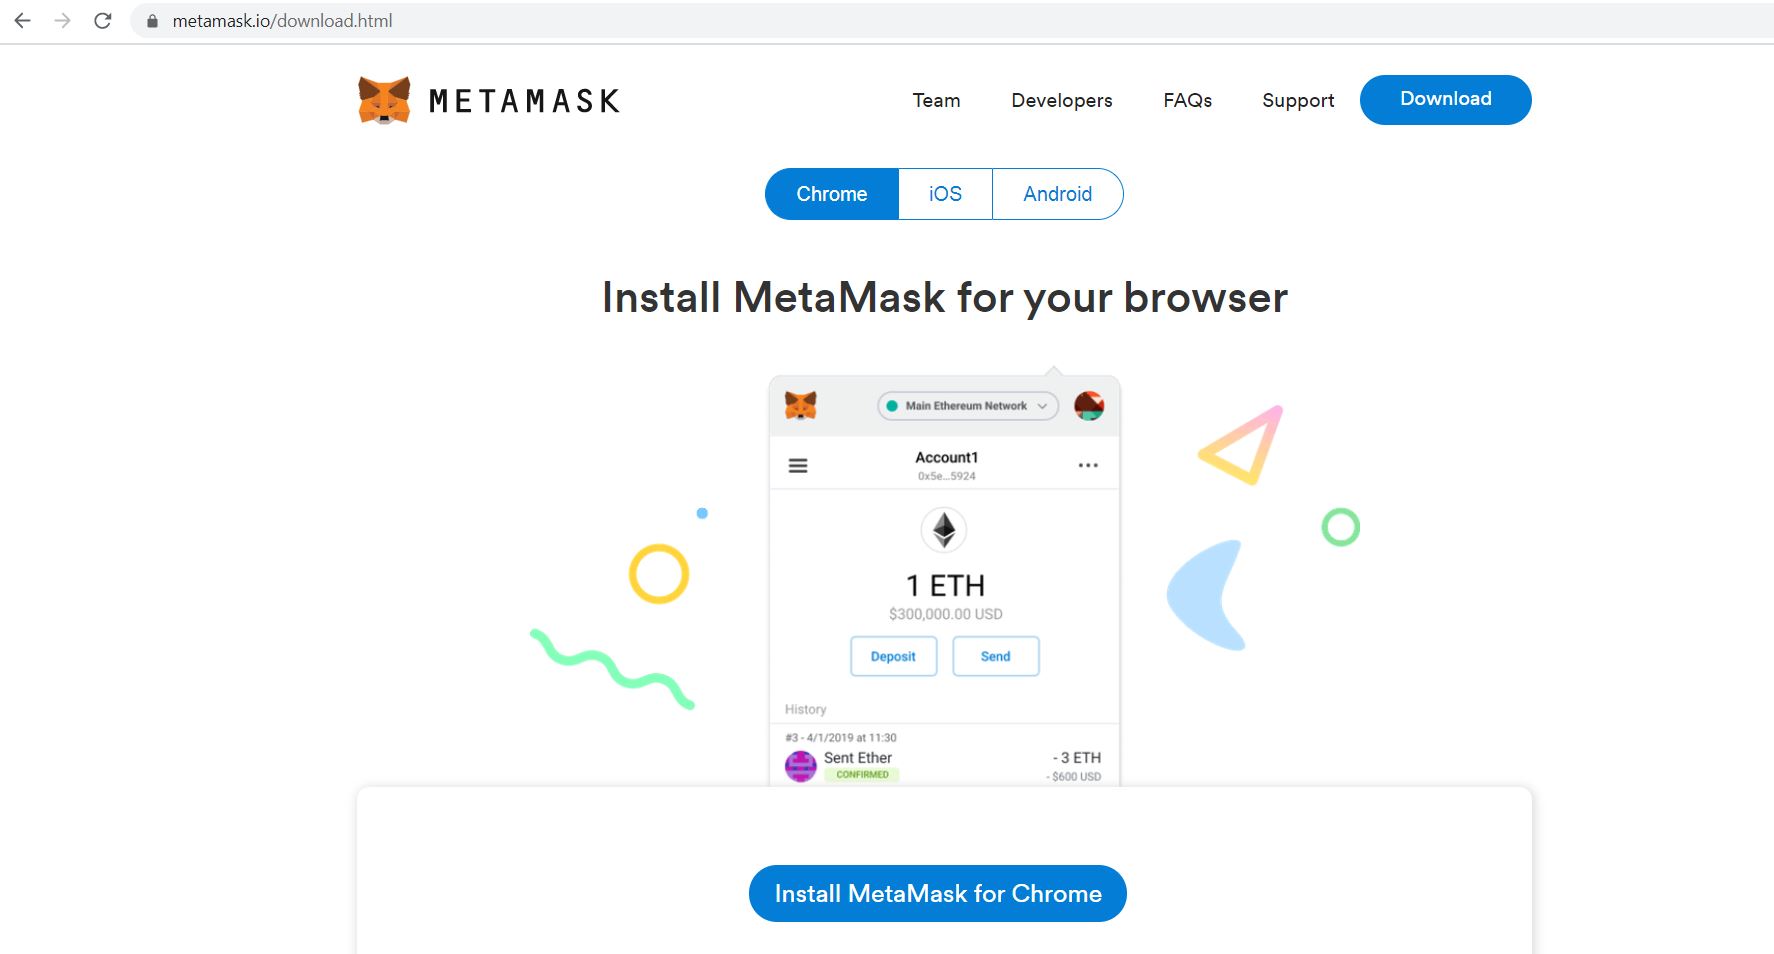 metamask.io/download.html
METAMASK
Team Developers FAQs Support Download
Chrome iOS Android
Install MetaMask for your browser
Main Ethereum Network
Account1
0x5e...5924
1 ETH
$300,000.00 USD
Deposit Send
History
#3 - 4/1/2019 at 11:30
Sent Ether - 3 ETH
CONFIRMED - $600 USD
Install MetaMask for Chrome